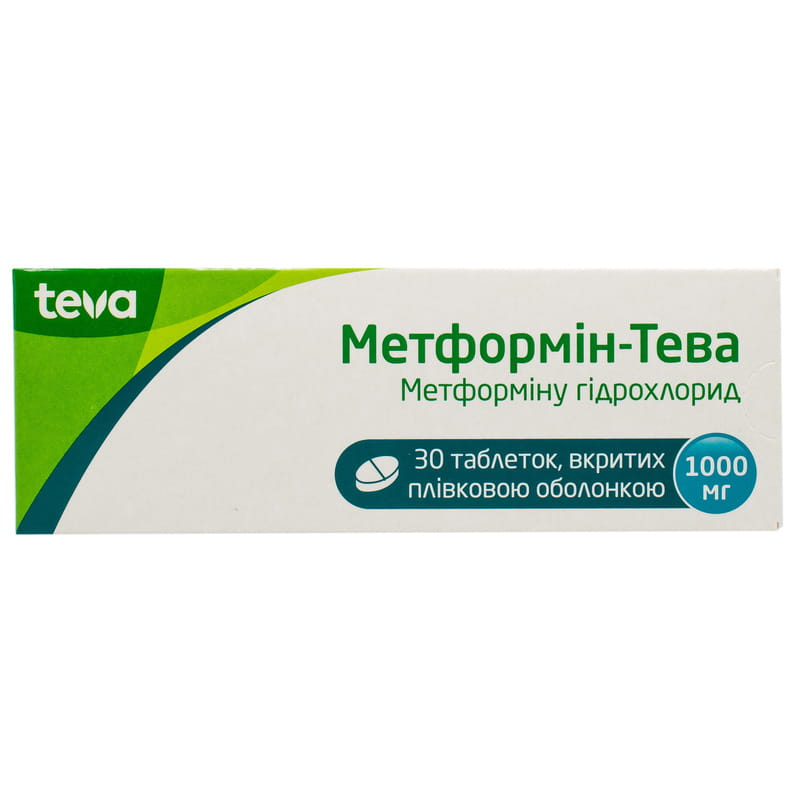 teva
Метформін-Тева
Метформіну гідрохлорид
30 таблеток, вкритих
плівковою оболонкою
1000
мг